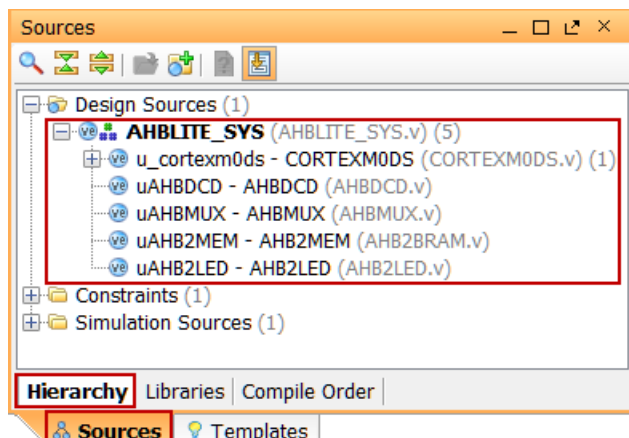 Sources
Design Sources (1)
AHBLITE_SYS (AHBLITE_SYS.v) (5)
u_cortexm0ds - CORTEXM0DS (CORTEXM0DS.v) (1)
uAHBDCD - AHBDCD (AHBDCD.v)
uAHBMUX - AHBMUX (AHBMUX.v)
uAHB2MEM - AHB2MEM (AHB2BRAM.v)
uAHB2LED - AHB2LED (AHB2LED.v)
Constraints (1)
Simulation Sources (1)
Hierarchy Libraries Compile Order
Sources Templates